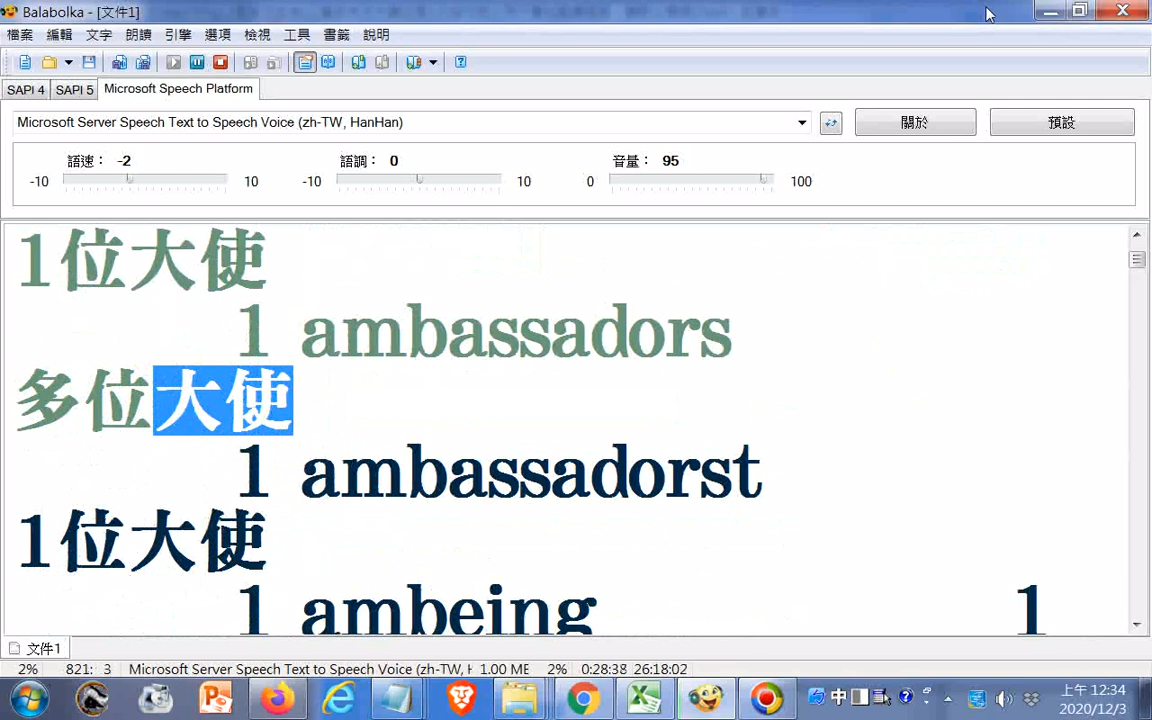 Balabolka - [文件1]
檔案 編輯 文字 朗讀 引擎 選項 檢視 工具 書籤 說明
SAPI 4 SAPI 5 Microsoft Speech Platform
Microsoft Server Speech Text to Speech Voice (zh-TW, HanHan) 關於 預設
語速： -2 語調： 0 音量： 95
-10 10 -10 10 0 100
1位大使
1 ambassadors
多位大使
1 ambassadorst
1位大使
1 ambeing 1
文件1
2% 821: 3 Microsoft Server Speech Text to Speech Voice (zh-TW, H 1.00 ME 2% 0:28:38 26:18:02
中 上午 12:34
2020/12/3